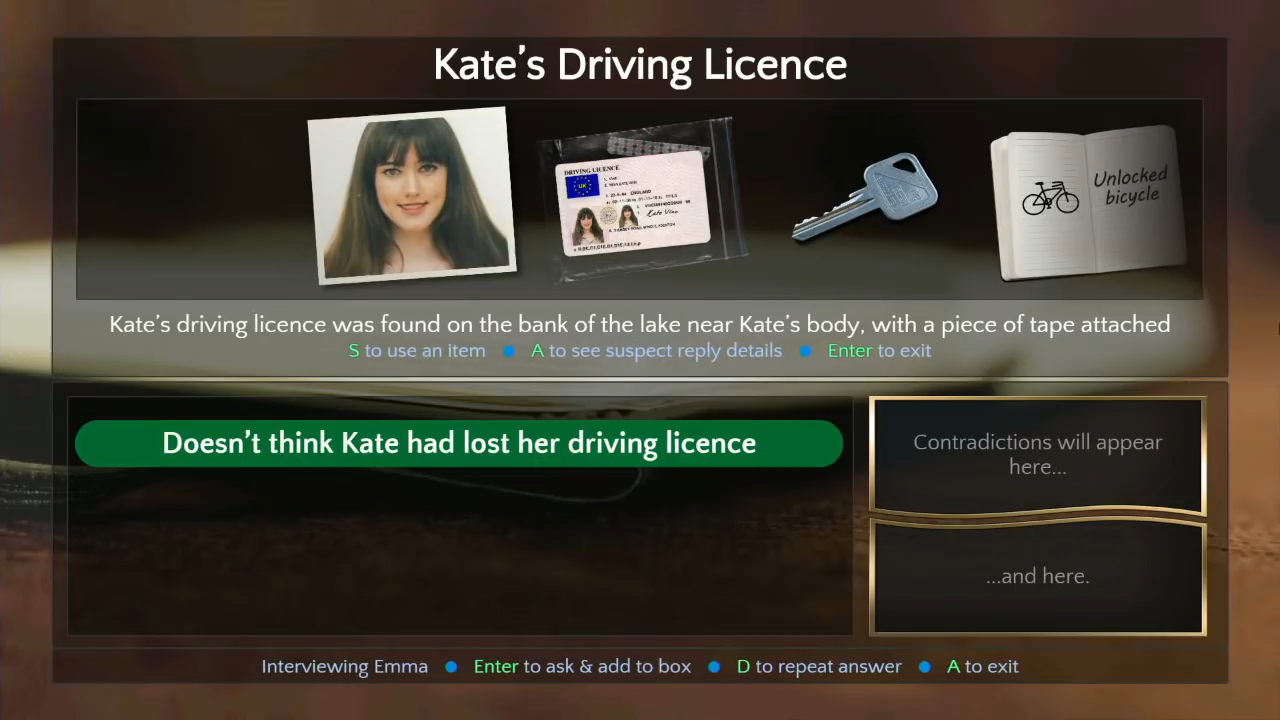 Kate's Driving Licence
DRIVING LICENCE
UK
Unlocked
bicycle
Kate's driving licence was found on the bank of the lake near Kate's body, with a piece of tape attached
S to use an item • A to see suspect reply details • Enter to exit
Doesn't think Kate had lost her driving licence
Contradictions will appear
here...
...and here.
Interviewing Emma • Enter to ask & add to box • D to repeat answer • A to exit